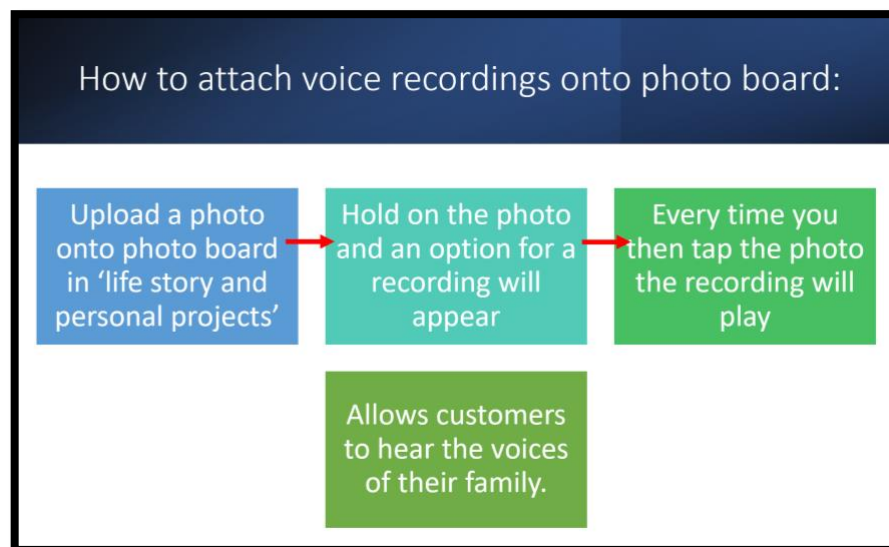 How to attach voice recordings onto photo board:
Upload a photo
onto photo board
in ‘life story and
personal projects’
Hold on the photo
and an option for a
recording will
appear
Every time you
then tap the photo
the recording will
play
Allows customers
to hear the voices
of their family.